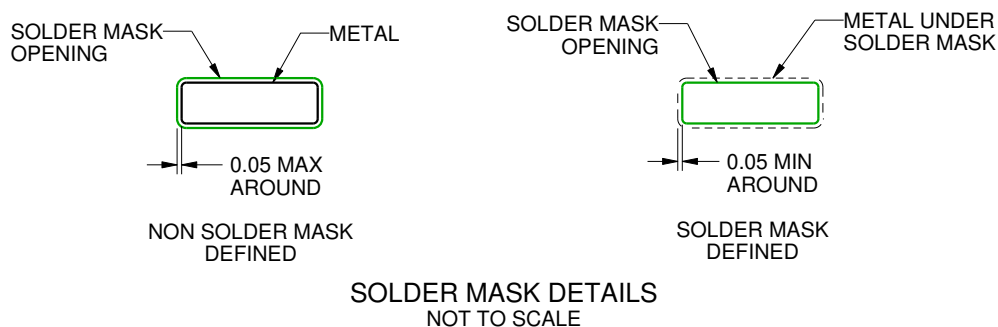 SOLDER MASK
OPENING
METAL
0.05 MAX
AROUND
NON SOLDER MASK
DEFINED
SOLDER MASK
OPENING
METAL UNDER
SOLDER MASK
0.05 MIN
AROUND
SOLDER MASK
DEFINED
SOLDER MASK DETAILS
NOT TO SCALE